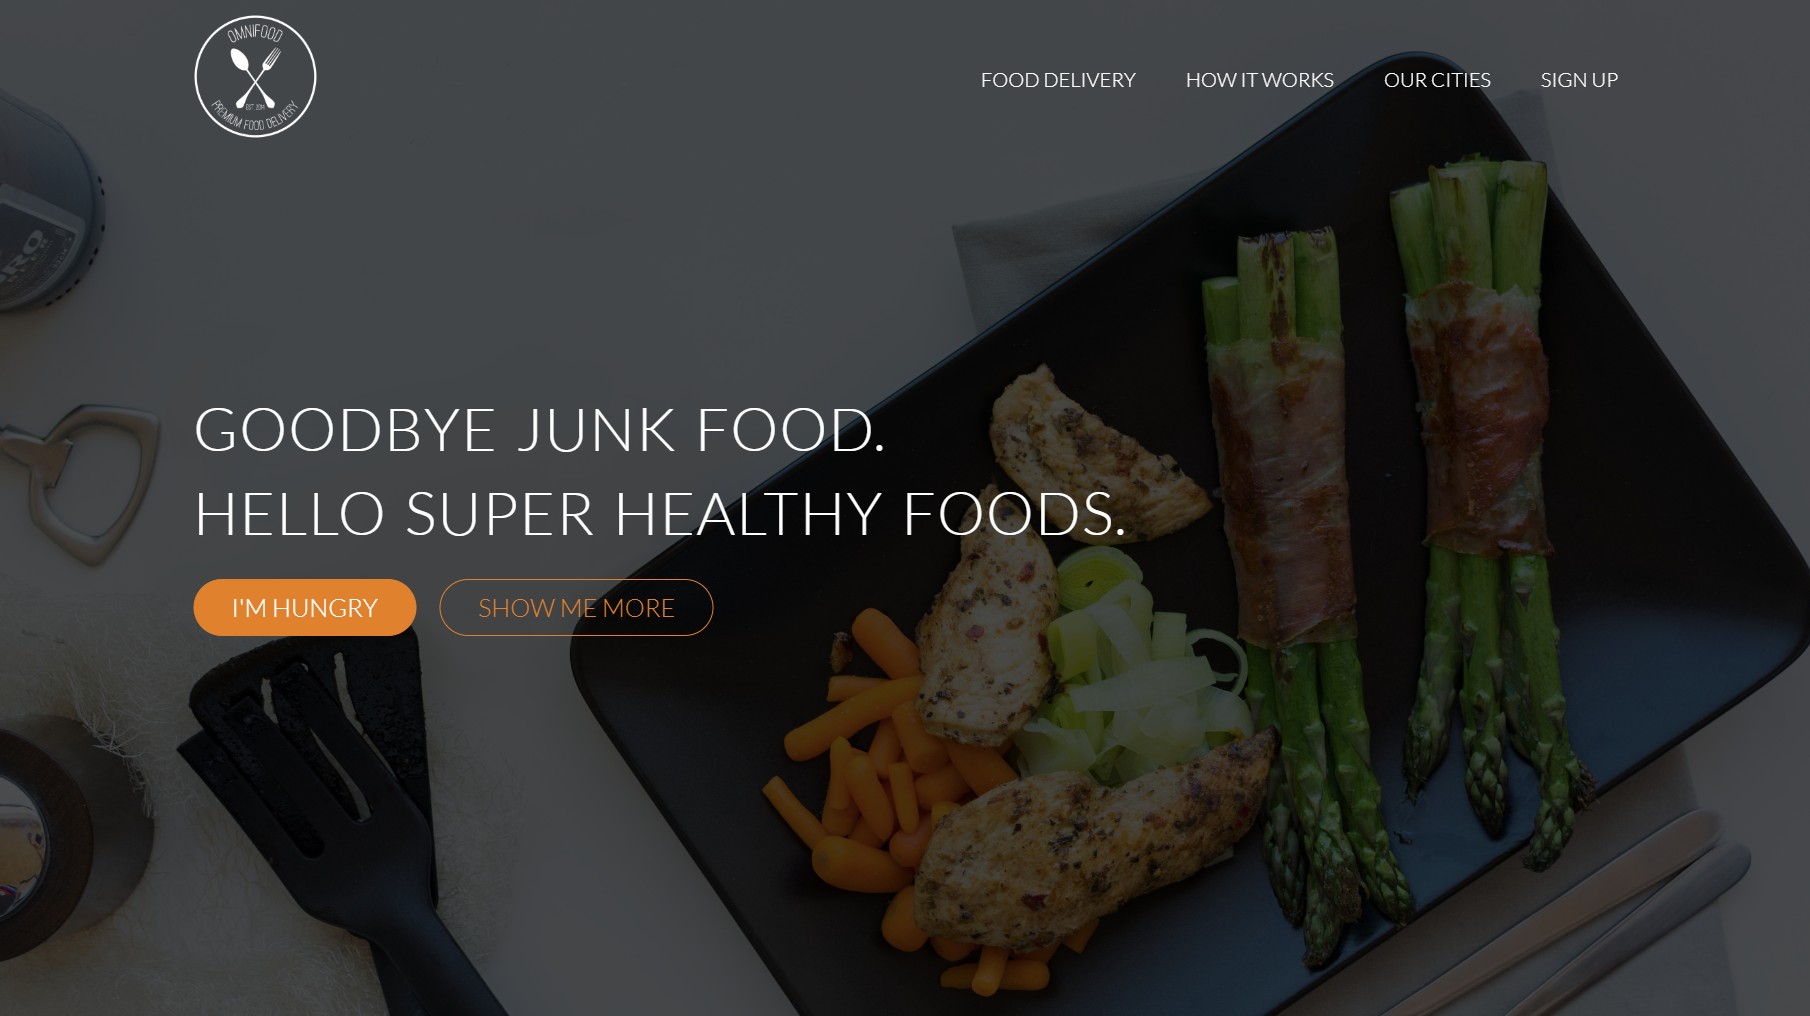 OMNIFOOD
EST 2014
PREMIUM FOOD DELIVERY
FOOD DELIVERY
HOW IT WORKS
OUR CITIES
SIGN UP
GOODBYE JUNK FOOD.
HELLO SUPER HEALTHY FOODS.
I'M HUNGRY
SHOW ME MORE